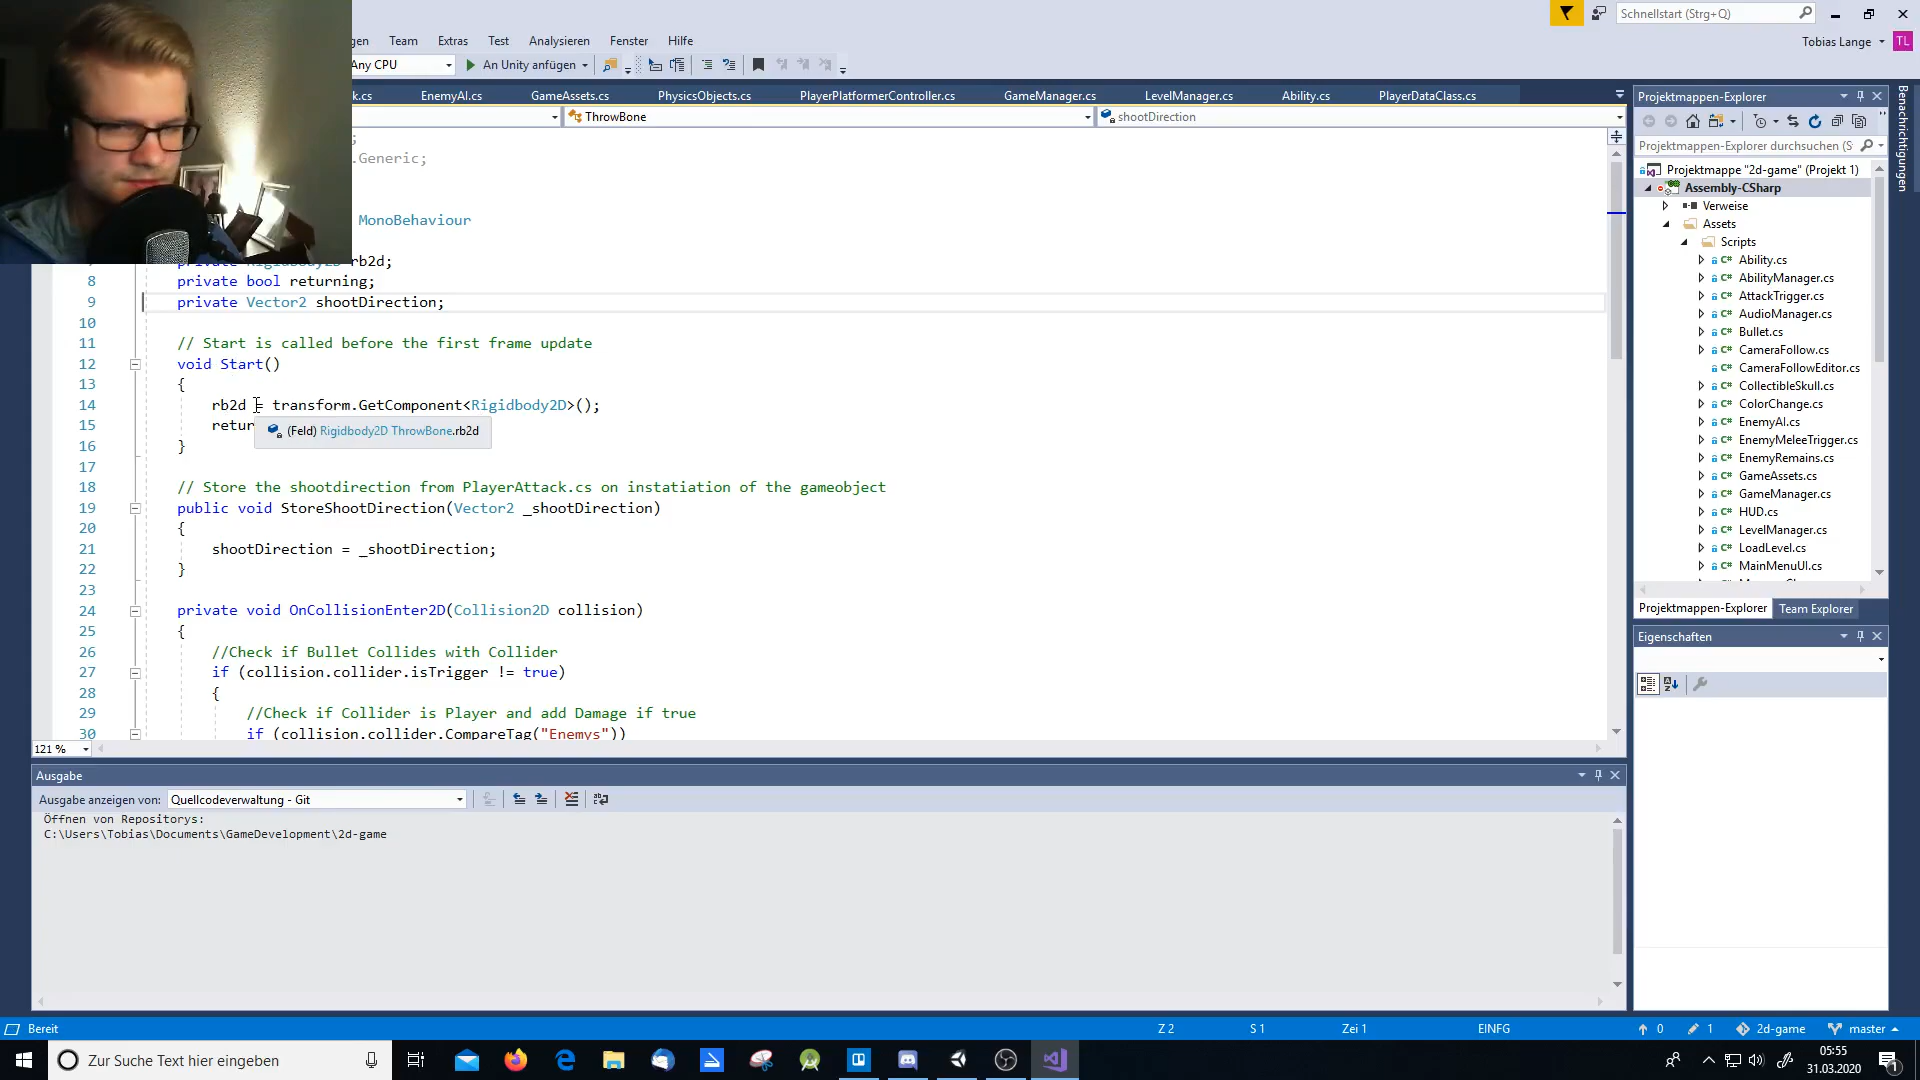 Schnellstart (Strg+Q)
gen Team Extras Test Analysieren Fenster Hilfe
Tobias Lange TL
Any CPU An Unity anfügen
k.cs EnemyAI.cs GameAssets.cs PhysicsObjects.cs PlayerPlatformerController.cs GameManager.cs LevelManager.cs Ability.cs PlayerDataClass.cs
ThrowBone shootDirection
;
.Generic;
MonoBehaviour
private Rigidbody2D rb2d;
8 private bool returning;
9 private Vector2 shootDirection;
10
11 // Start is called before the first frame update
12 void Start()
13 {
14 rb2d = transform.GetComponent<Rigidbody2D>();
15 retur
(Feld) Rigidbody2D ThrowBone.rb2d
16 }
17
18 // Store the shootdirection from PlayerAttack.cs on instatiation of the gameobject
19 public void StoreShootDirection(Vector2 _shootDirection)
20 {
21 shootDirection = _shootDirection;
22 }
23
24 private void OnCollisionEnter2D(Collision2D collision)
25 {
26 //Check if Bullet Collides with Collider
27 if (collision.collider.isTrigger != true)
28 {
29 //Check if Collider is Player and add Damage if true
30 if (collision.collider.CompareTag("Enemys"))
121 %
Projektmappen-Explorer
Projektmappen-Explorer durchsuchen (S
Projektmappe "2d-game" (Projekt 1)
Assembly-CSharp
Verweise
Assets
Scripts
Ability.cs
AbilityManager.cs
AttackTrigger.cs
AudioManager.cs
Bullet.cs
CameraFollow.cs
CameraFollowEditor.cs
CollectibleSkull.cs
ColorChange.cs
EnemyAI.cs
EnemyMeleeTrigger.cs
EnemyRemains.cs
GameAssets.cs
GameManager.cs
HUD.cs
LevelManager.cs
LoadLevel.cs
MainMenuUI.cs
Projektmappen-Explorer Team Explorer
Eigenschaften
Benachrichtigungen
Ausgabe
Ausgabe anzeigen von: Quellcodeverwaltung - Git
Öffnen von Repositorys:
C:\Users\Tobias\Documents\GameDevelopment\2d-game
Bereit Z 2 S 1 Zei 1 EINFG 0 1 2d-game master
Zur Suche Text hier eingeben
05:55
31.03.2020
1